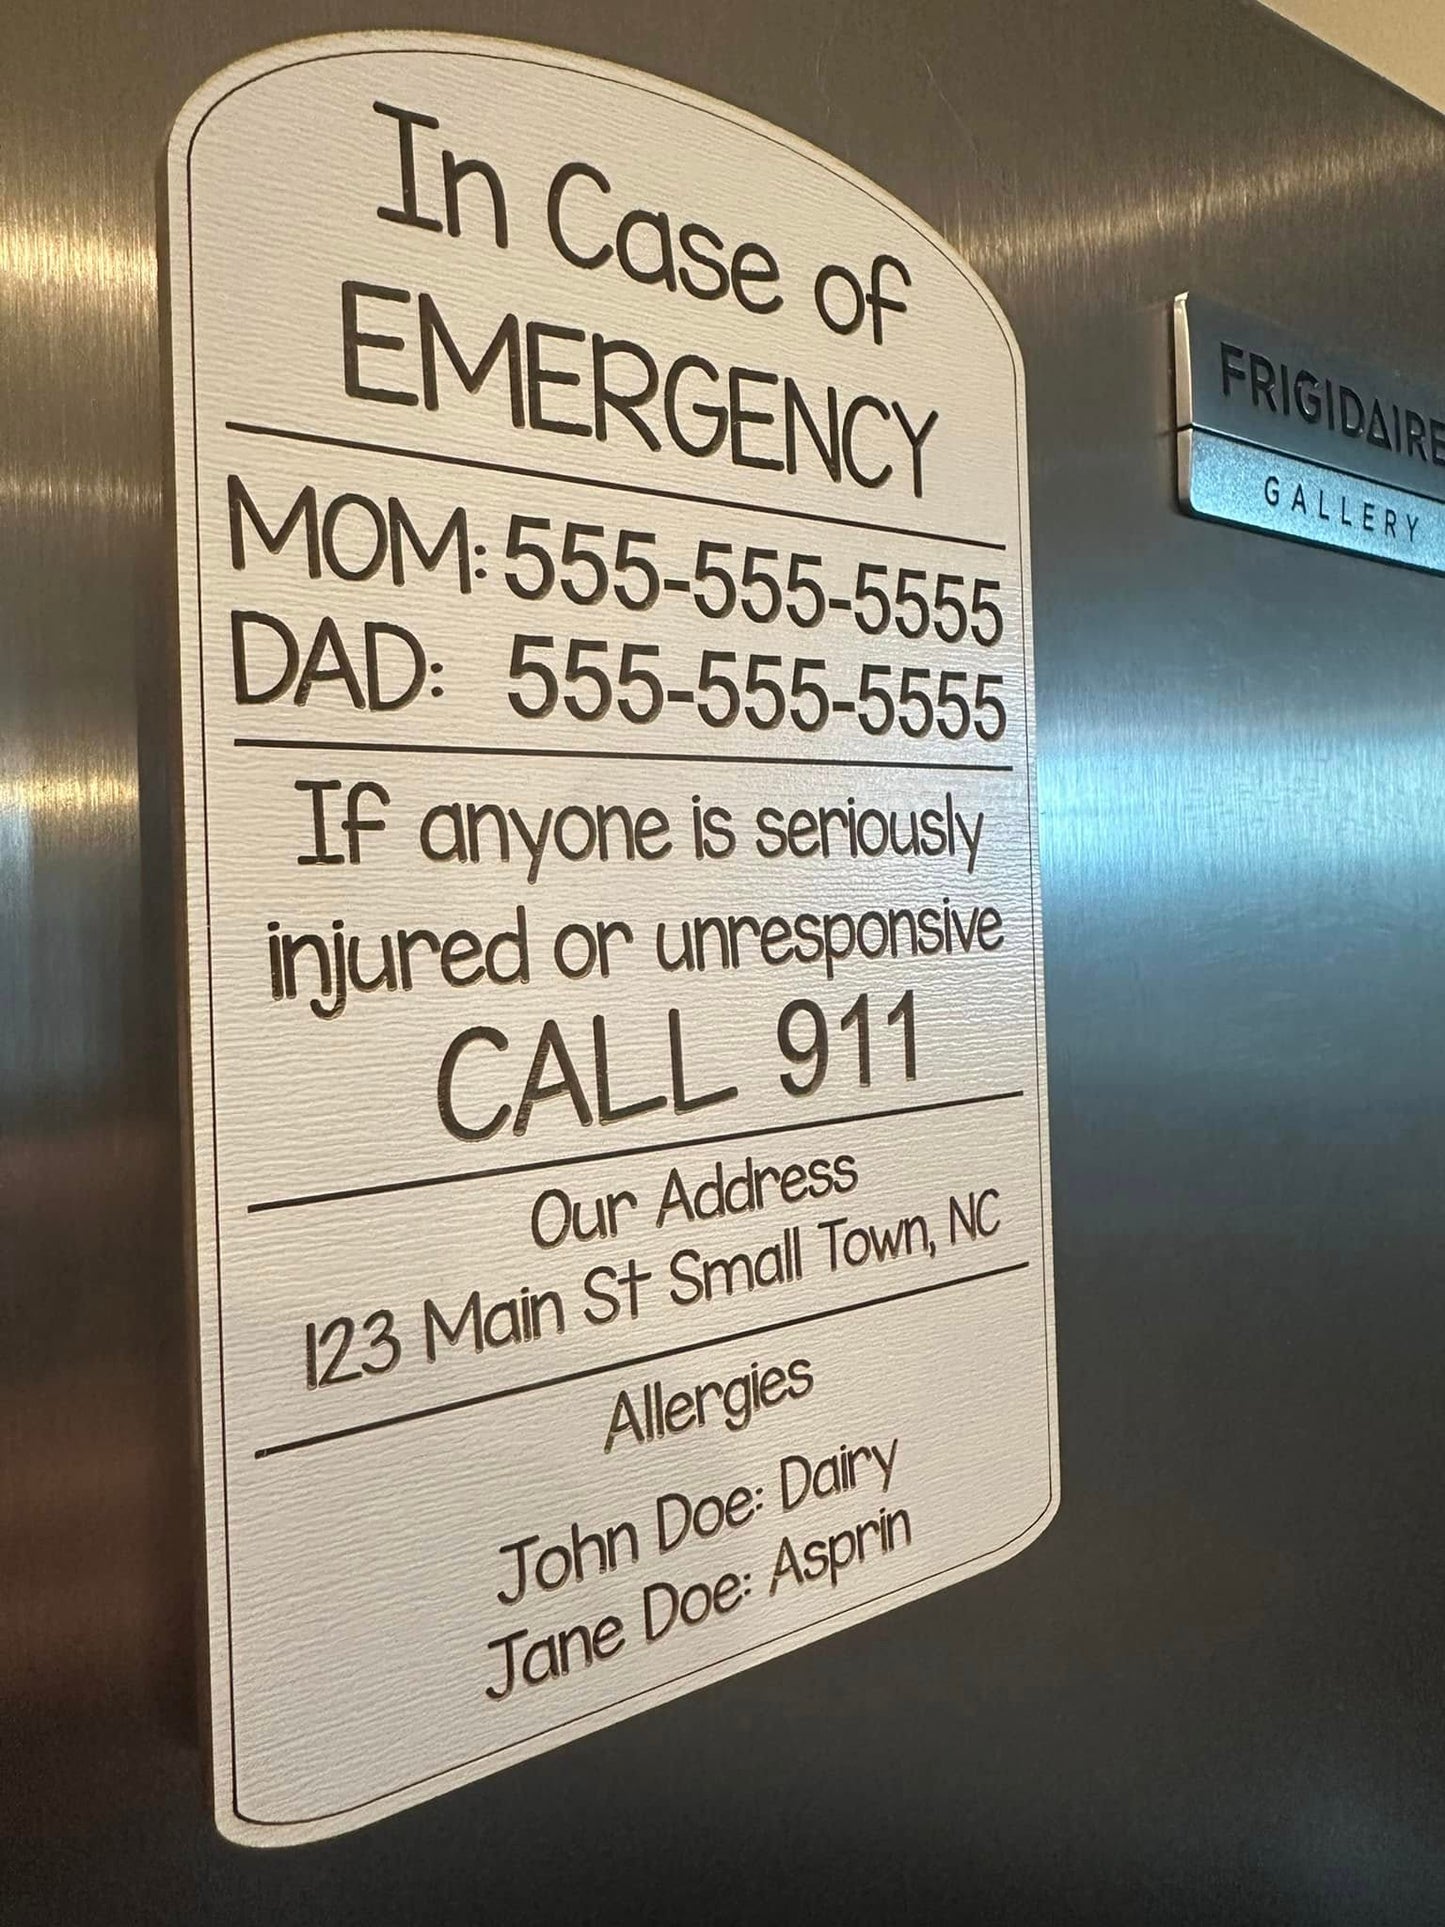 In Case of
EMERGENCY
MOM: 555-555-5555
DAD: 555-555-5555
If anyone is seriously
injured or unresponsive
CALL 911
Our Address
123 Main St Small Town, NC
Allergies
John Doe: Dairy
Jane Doe: Asprin
FRIGIDAIRE
GALLERY